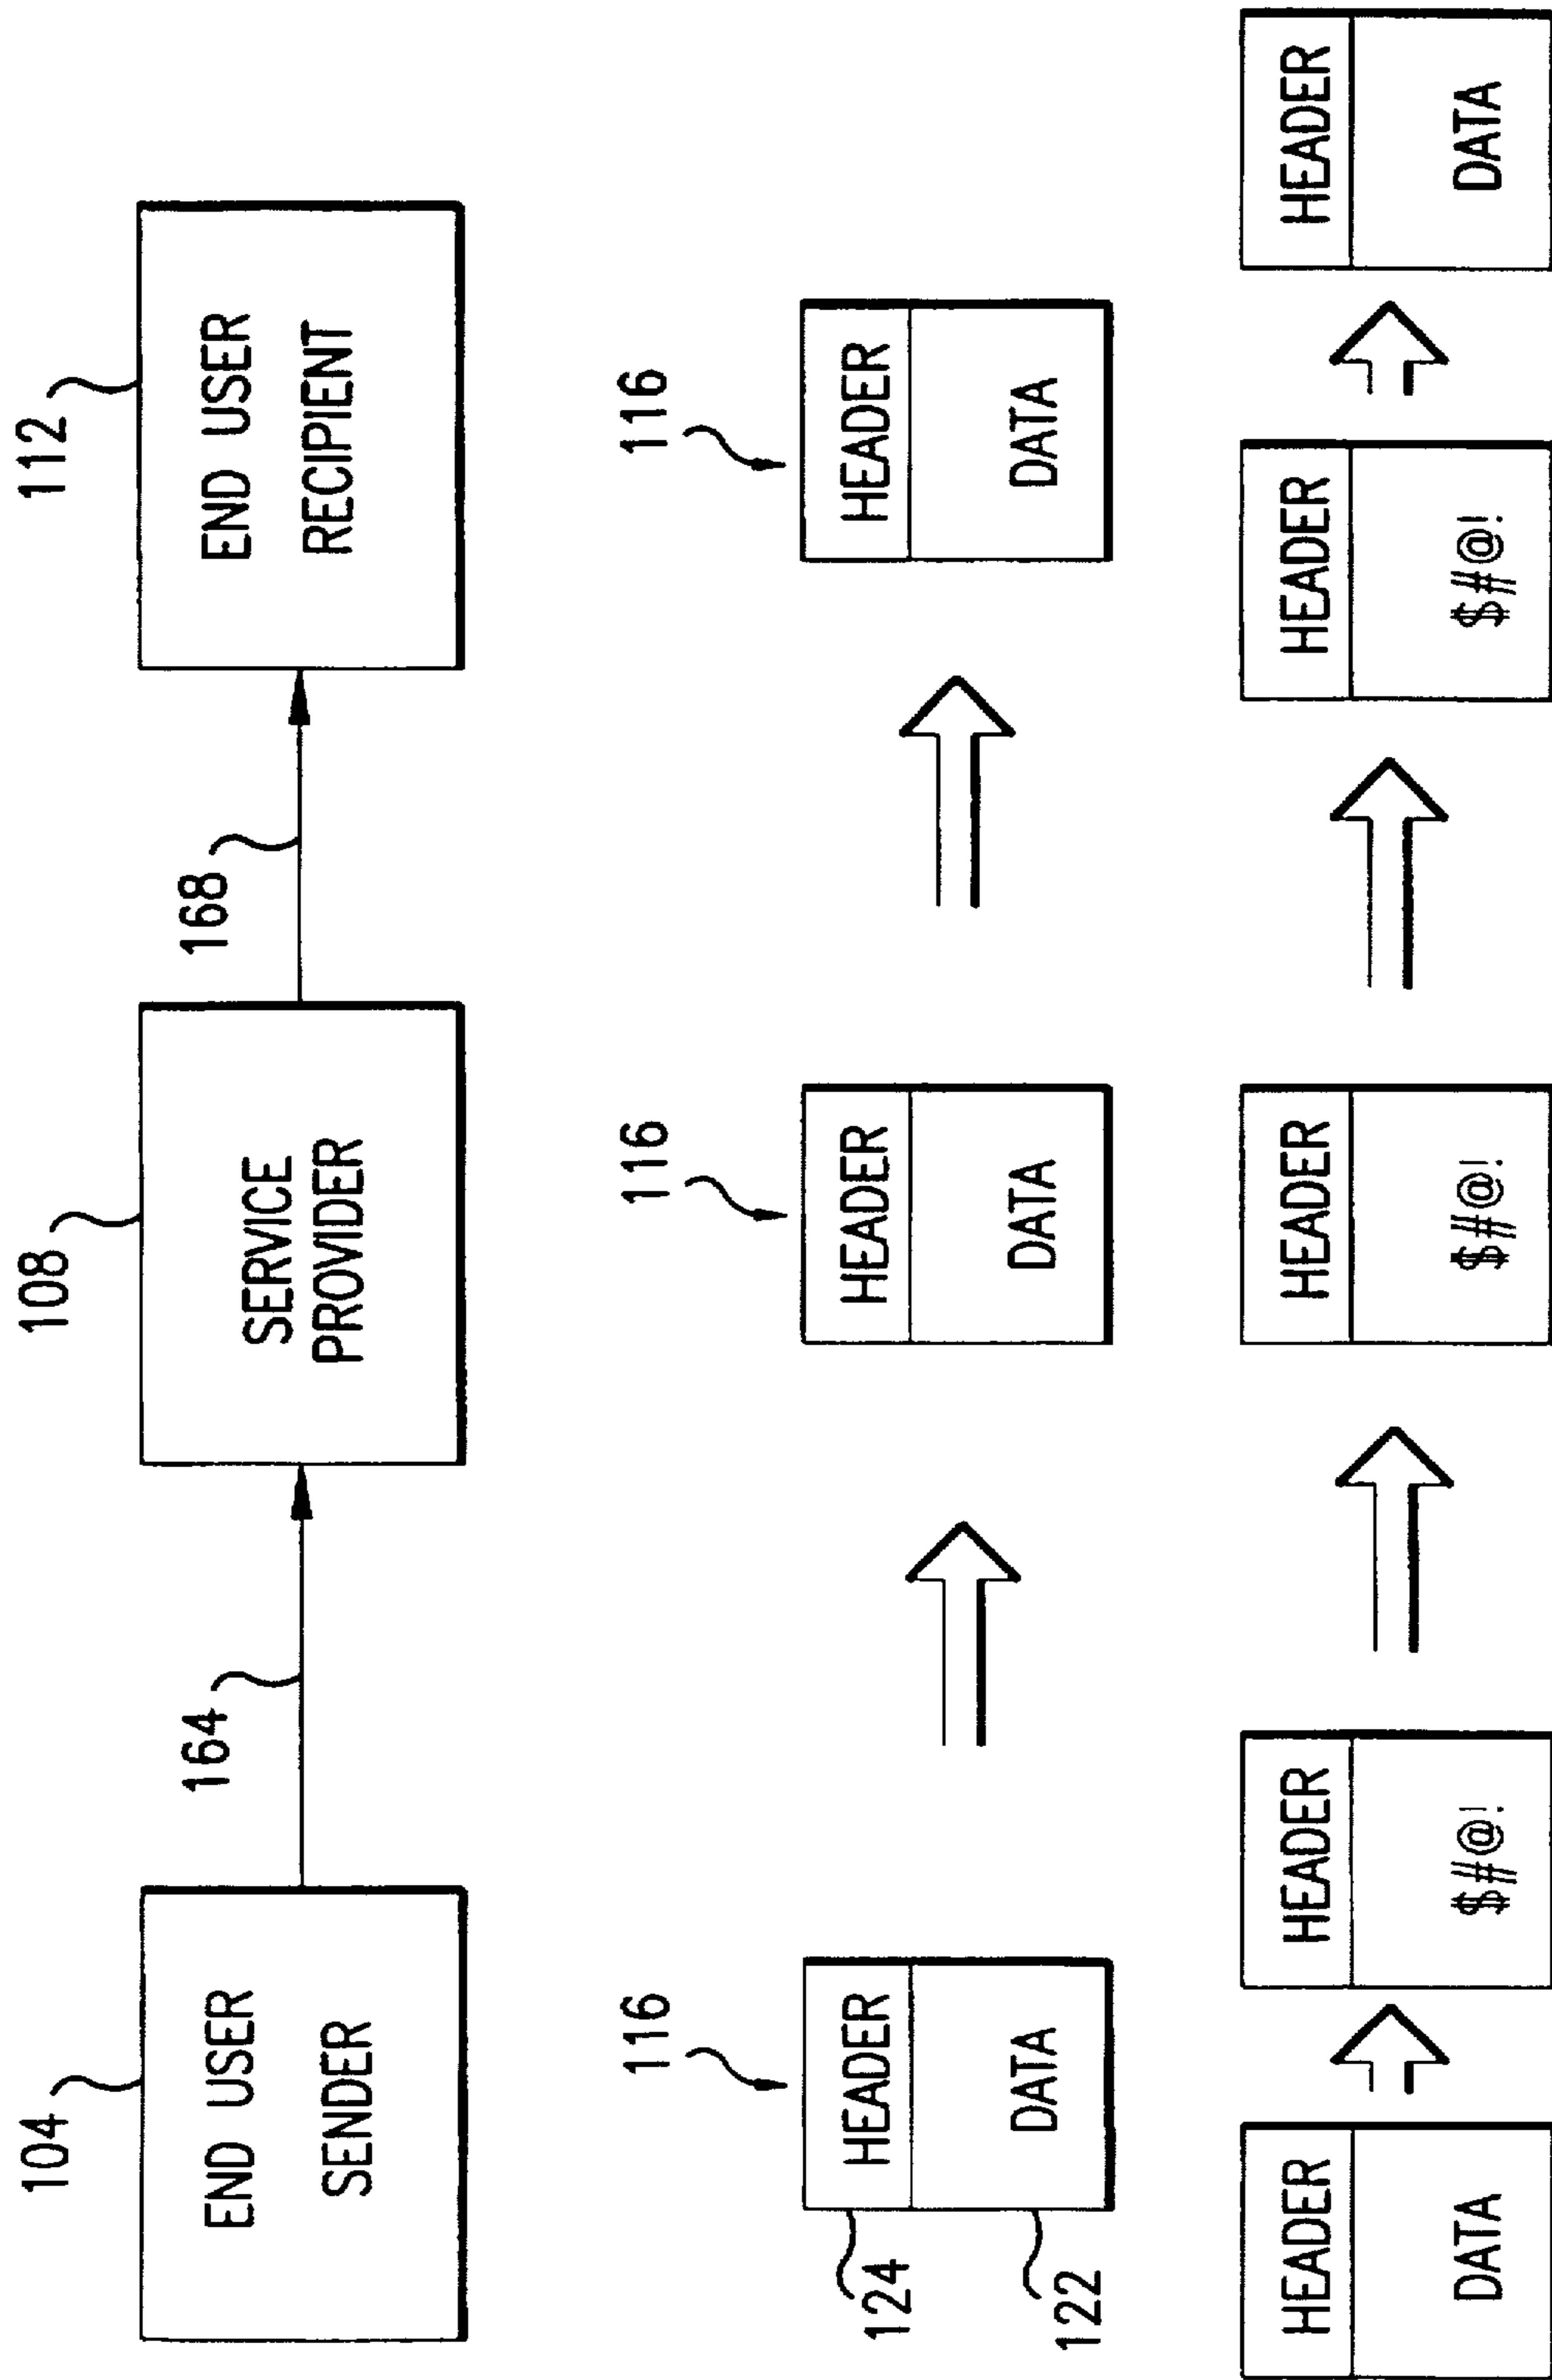 104
108
112
END USER
SENDER
164
SERVICE
PROVIDER
168
END USER
RECIPIENT
116
116
116
124
HEADER
122
DATA
HEADER
DATA
HEADER
DATA
HEADER
DATA
HEADER
$#@!
HEADER
$#@!
HEADER
$#@!
HEADER
DATA